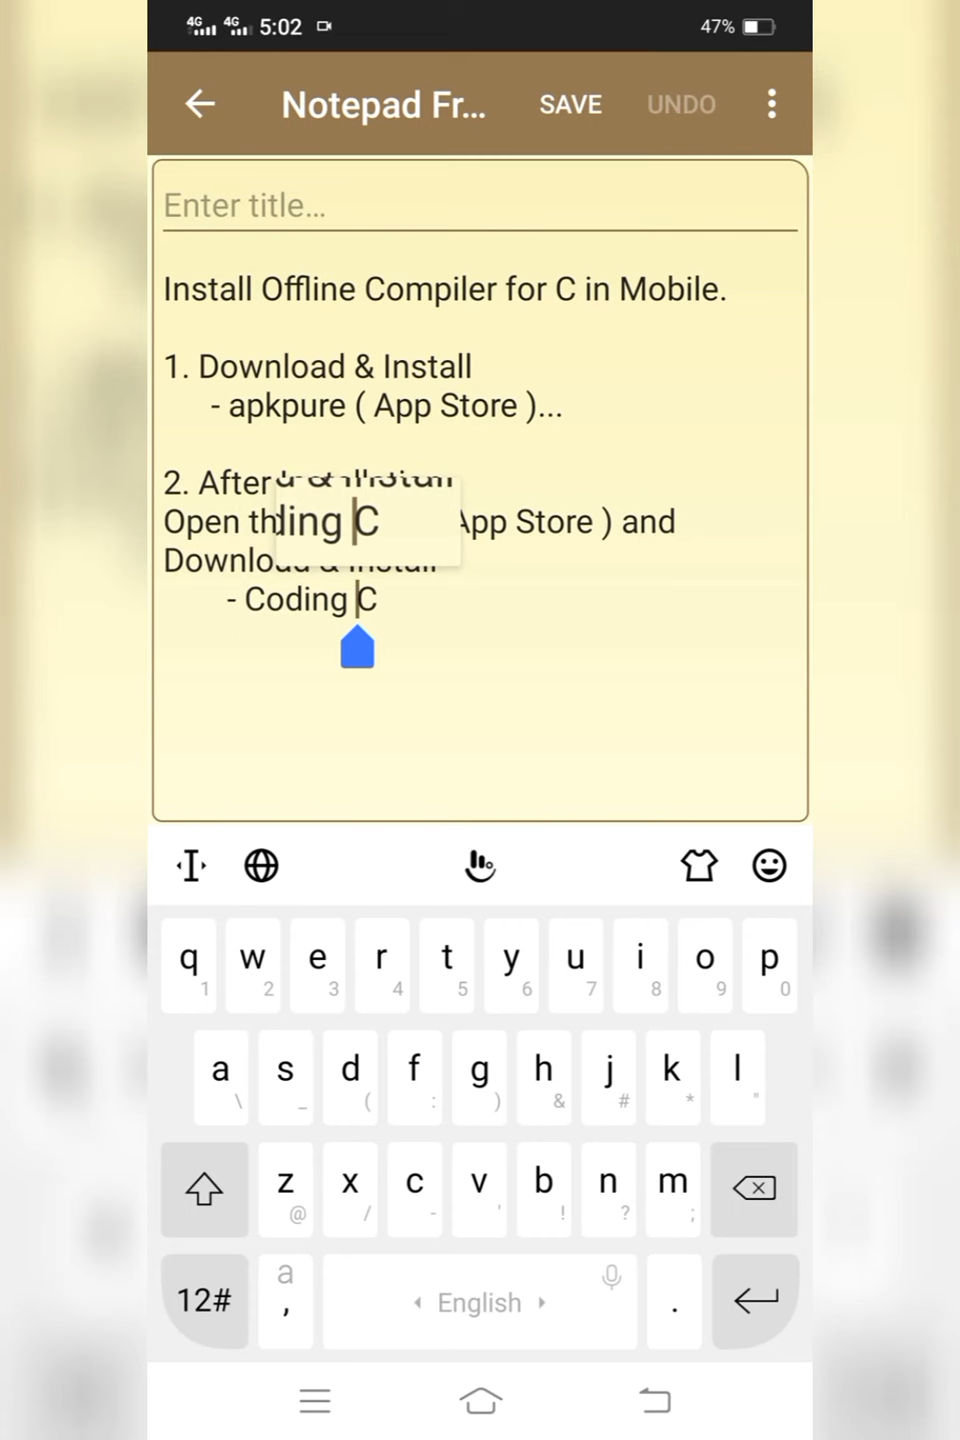 4G 4G 5:02 47%
Notepad Fr... SAVE UNDO
Enter title...
Install Offline Compiler for C in Mobile.
1. Download & Install
- apkpure ( App Store )...
2. After
Open th ding C App Store ) and
Download & Install
- Coding C
q w e r t y u i o p
1 2 3 4 5 6 7 8 9 0
a s d f g h j k l
\ _ ( : ) & # * "
z x c v b n m
@ / - ' ! ? ;
a
12# , English .